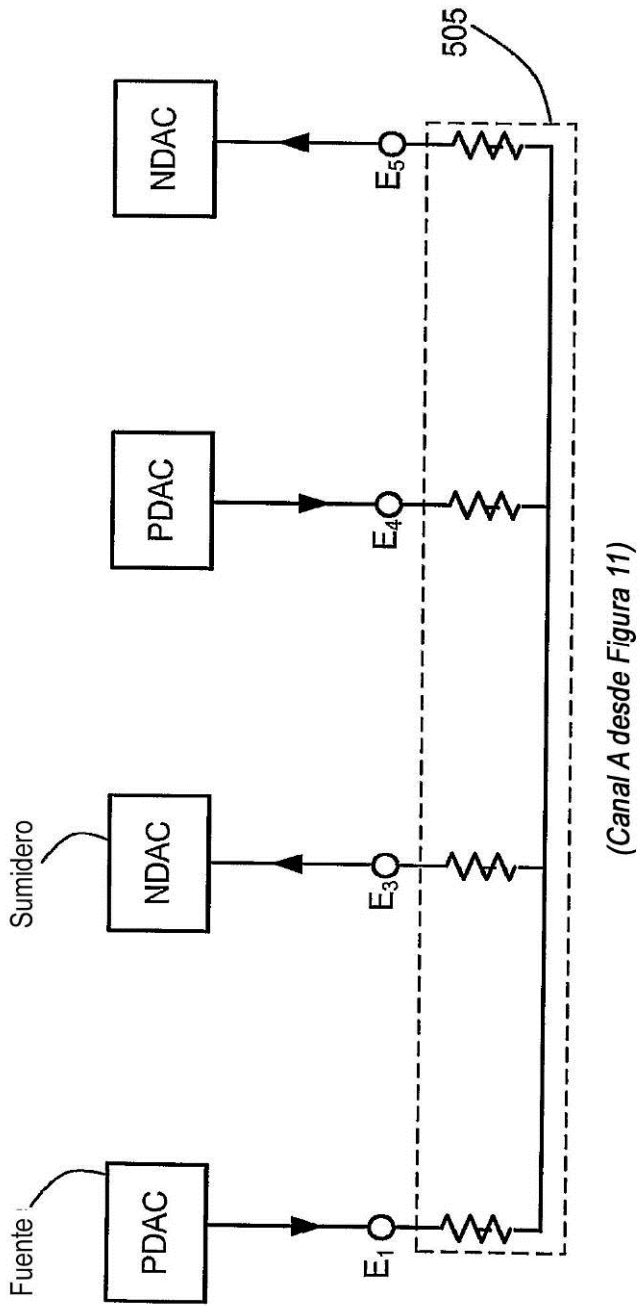 Fuente
Sumidero
PDAC
NDAC
PDAC
NDAC
E1
E3
E4
E5
505
(Canal A desde Figura 11)